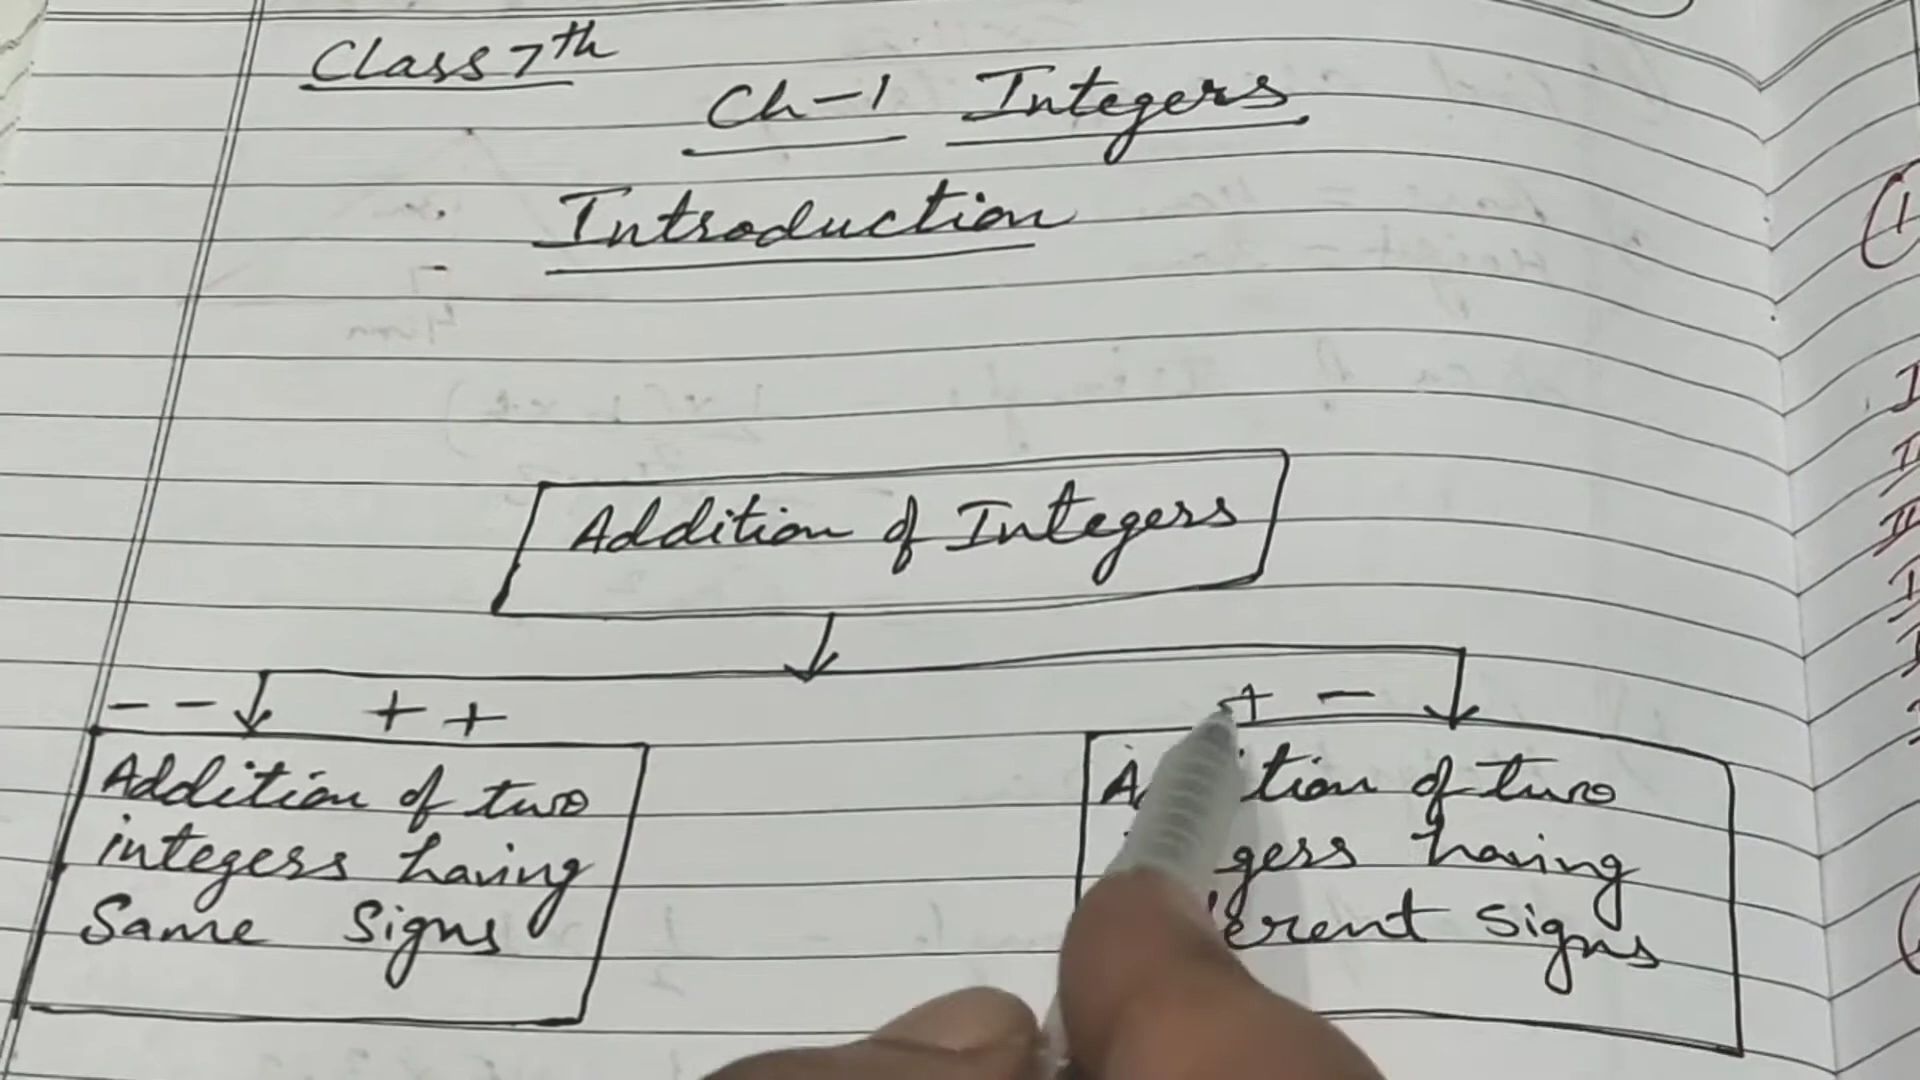 Class 7th
Ch-1 Integers
Introduction
Addition of Integers
- - + +
+ -
Addition of two
integers having
Same Signs
tion of two
gers having
erent Signs